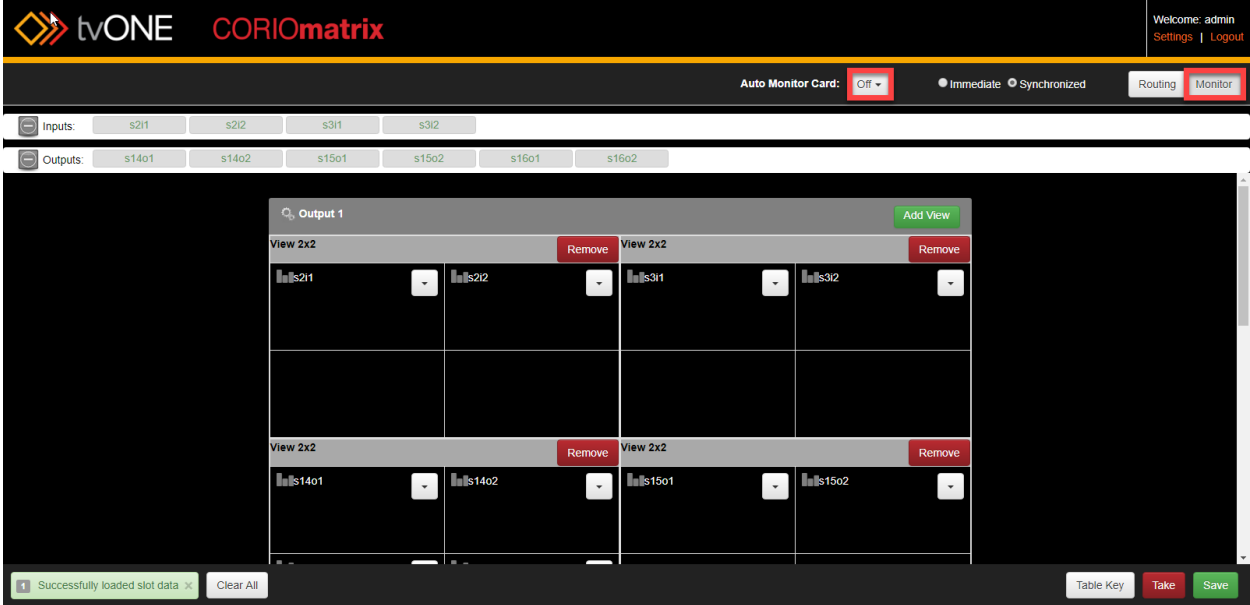 tvONE CORIOmatrix
Welcome: admin
Settings | Logout
Auto Monitor Card: Off Immediate Synchronized Routing Monitor
Inputs: s2i1 s2i2 s3i1 s3i2
Outputs: s14o1 s14o2 s15o1 s15o2 s16o1 s16o2
Output 1 Add View
View 2x2 Remove View 2x2 Remove
s2i1 s2i2 s3i1 s3i2
View 2x2 Remove View 2x2 Remove
s14o1 s14o2 s15o1 s15o2
1 Successfully loaded slot data × Clear All Table Key Take Save